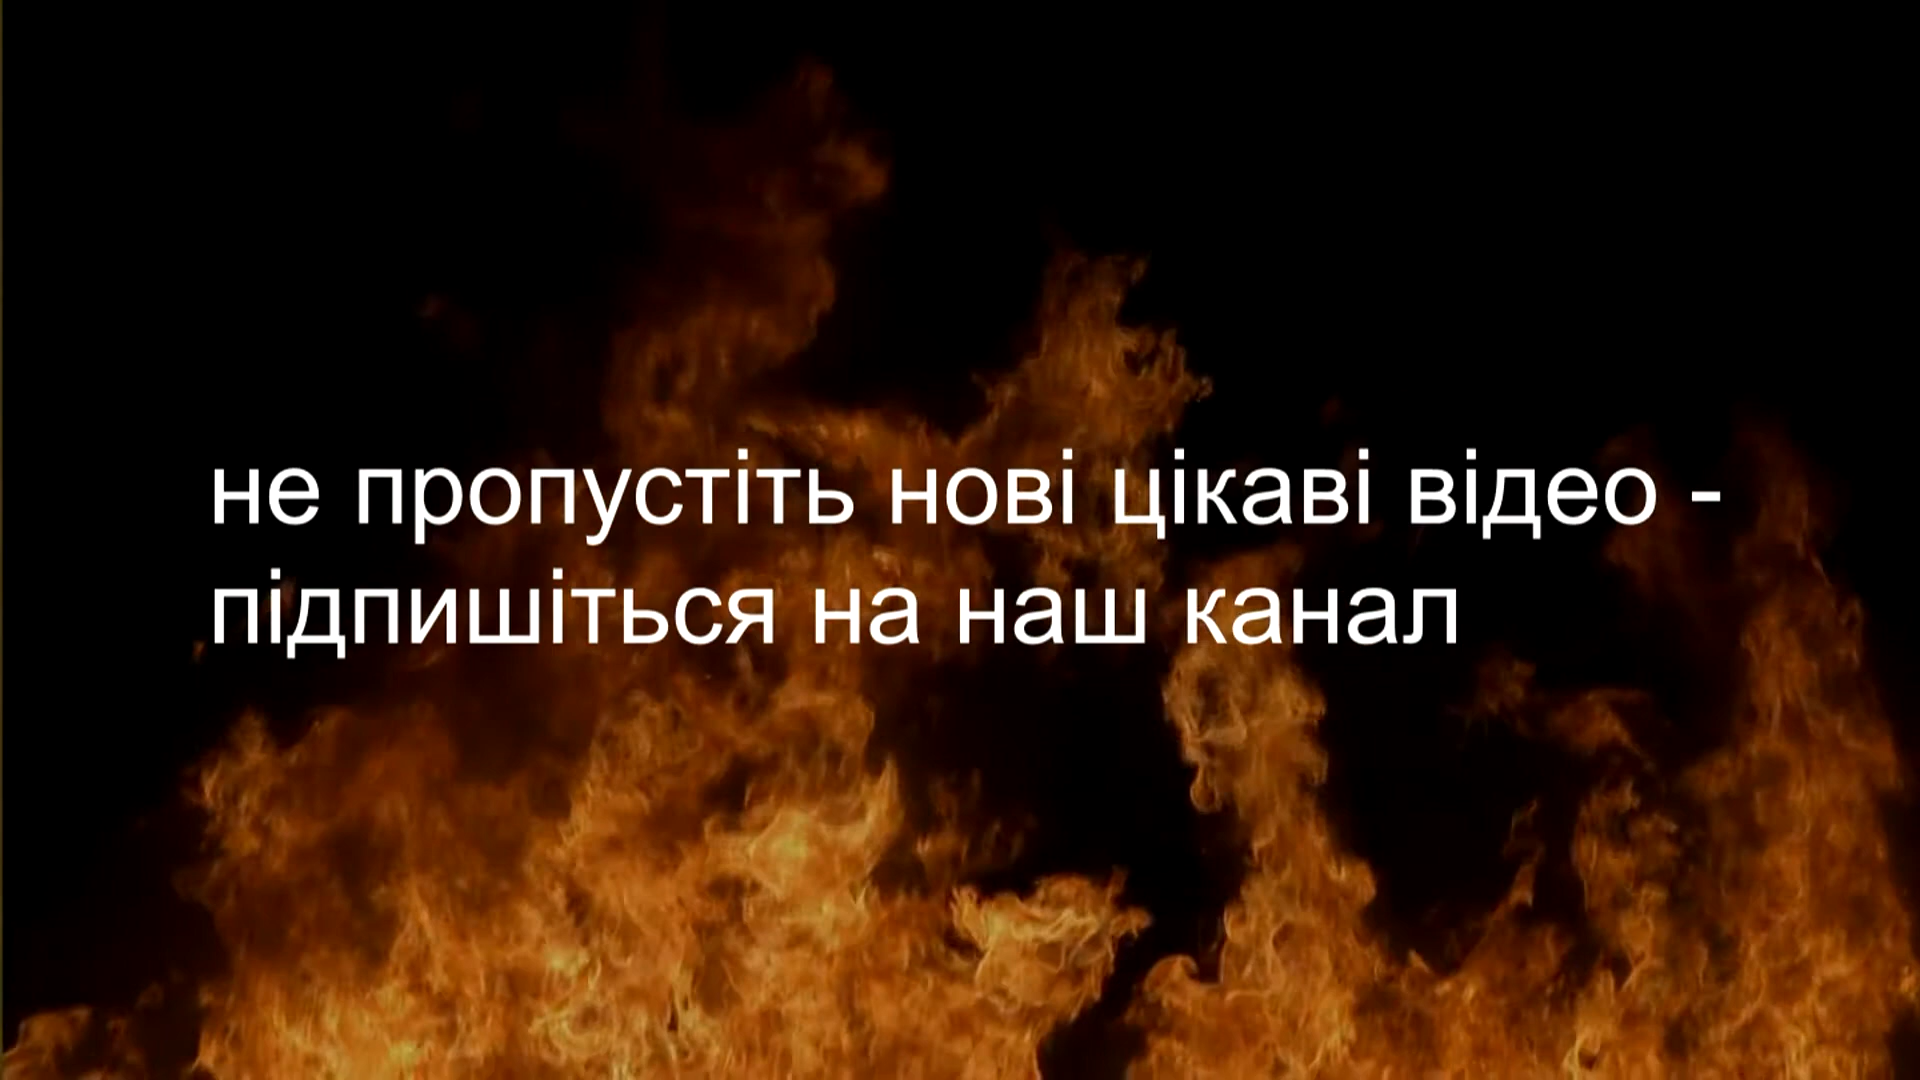 не пропустіть нові цікаві відео -
підпишіться на наш канал